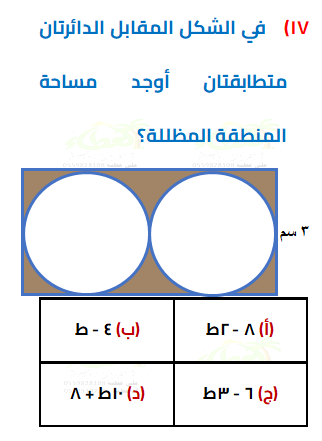 ١٧) في الشكل المقابل الدائرتان
متطابقتان أوجد مساحة
المنطقة المظللة؟
٣ سم
(أ) ٨ - ٢ط
(ب) ٤ - ط
(ج) ٦ - ٣ط
(د) ١٠ط + ٨